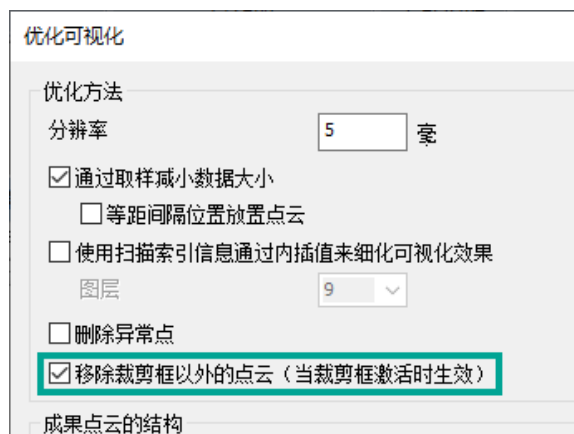 优化可视化
优化方法
分辨率 5 毫
通过取样减小数据大小
等距间隔位置放置点云
使用扫描索引信息通过内插值来细化可视化效果
图层 9
删除异常点
移除裁剪框以外的点云（当裁剪框激活时生效）
成果点云的结构